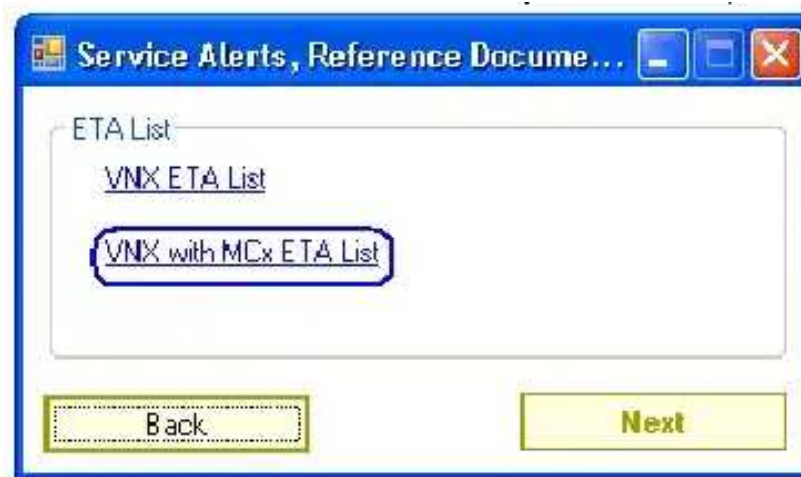 Service Alerts, Reference Docume...
ETA List
VNX ETA List
VNX with MCx ETA List
Back
Next